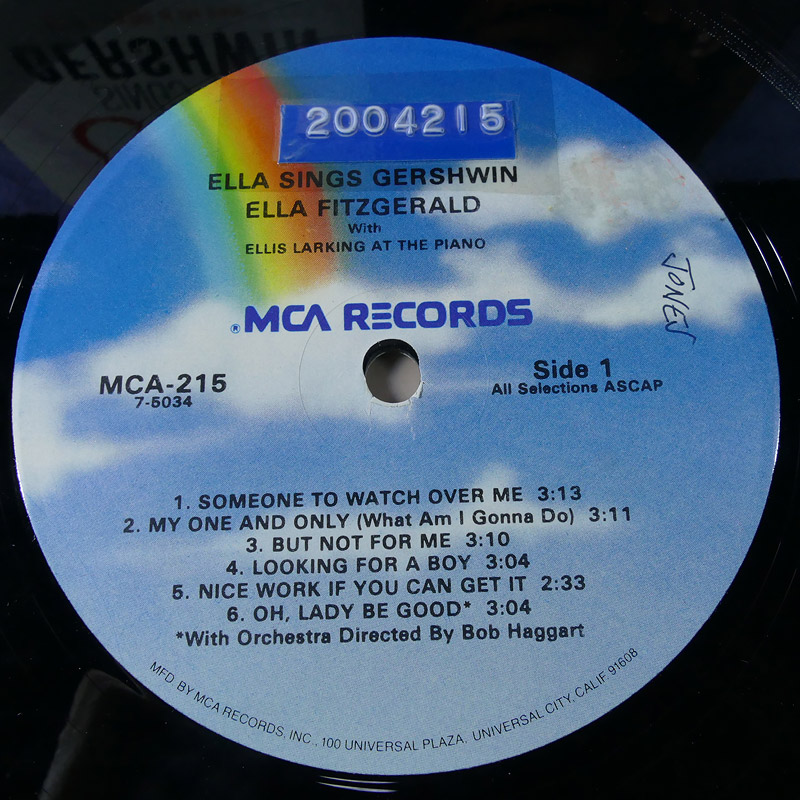 GERSHWIN
SINGS
2004215
ELLA SINGS GERSHWIN
ELLA FITZGERALD
With
ELLIS LARKING AT THE PIANO
JONES
®MCA RECORDS
MCA-215
7-5034
Side 1
All Selections ASCAP
1. SOMEONE TO WATCH OVER ME 3:13
2. MY ONE AND ONLY (What Am I Gonna Do) 3:11
3. BUT NOT FOR ME 3:10
4. LOOKING FOR A BOY 3:04
5. NICE WORK IF YOU CAN GET IT 2:33
6. OH, LADY BE GOOD* 3:04
*With Orchestra Directed By Bob Haggart
MFD BY MCA RECORDS, INC., 100 UNIVERSAL PLAZA, UNIVERSAL CITY, CALIF. 91608